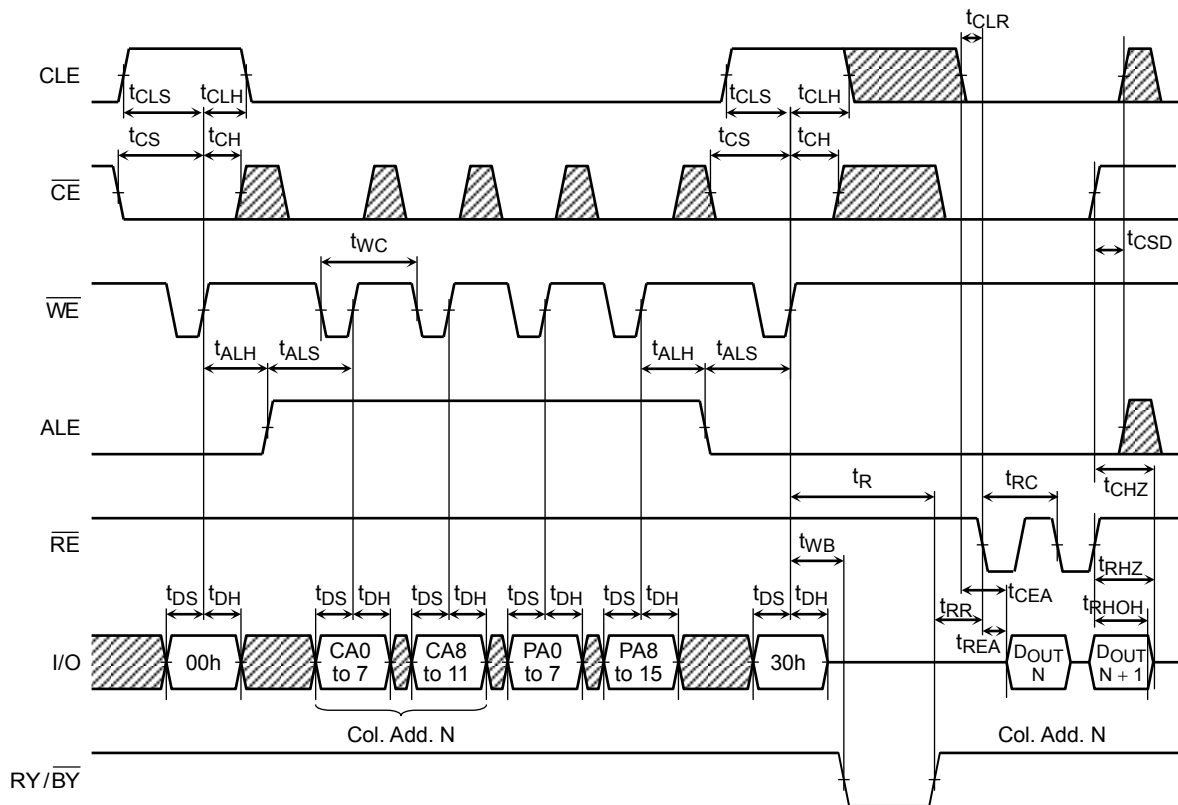 tCLR
CLE
tCLS tCLH tCLS tCLH
tCS tCH tCS tCH
CE
tWC tCSD
WE
tALH tALS tALH tALS
ALE
tR tRC tCHZ
RE
tWB tRHZ
tDS tDH tDS tDH tDS tDH tDS tDH tDS tDH tDS tDH tCEA
tRR tRHOH
tREA
I/O 00h CA0 to 7 CA8 to 11 PA0 to 7 PA8 to 15 30h DOUT N DOUT N + 1
Col. Add. N Col. Add. N
RY/BY